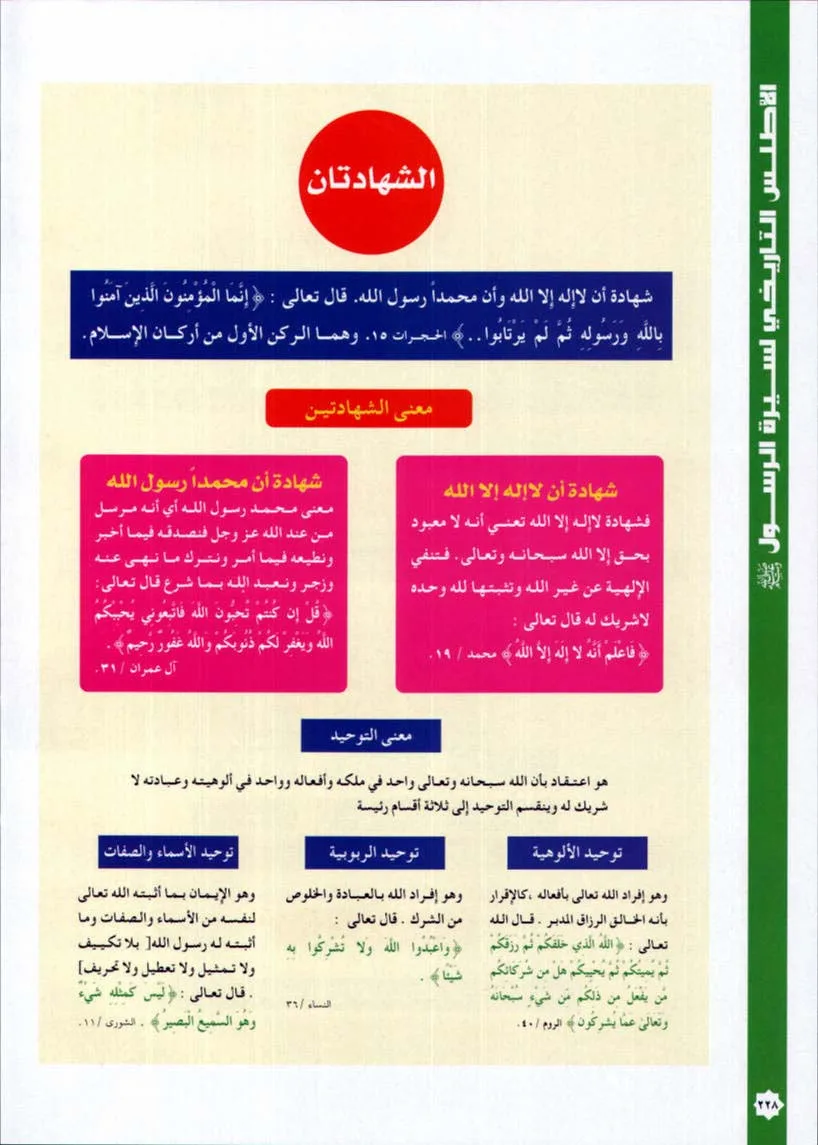 الأطلس التاريخي لسيرة الرسول ﷺ
الشهادتان
شهادة أن لاإله إلا الله وأن محمداً رسول الله. قال تعالى : ﴿ إِنَّمَا الْمُؤْمِنُونَ الَّذِينَ آمَنُوا
بِاللَّهِ وَرَسُولِهِ ثُمَّ لَمْ يَرْتَابُوا..﴾ الحجرات ١٥. وهما الركن الأول من أركان الإسلام.
معنى الشهادتين
شهادة أن لاإله إلا الله
فشهادة لاإله إلا الله تعني أنه لا معبود
بحق إلا الله سبحانه وتعالى. فتنفي
الإلهية عن غير الله وتثبتها لله وحده
لاشريك له قال تعالى :
﴿ فَاعْلَمْ أَنَّهُ لا إِلَهَ إِلاَّ اللَّهُ﴾ محمد / ١٩.
شهادة أن محمداً رسول الله
معنى محمد رسول الله أي أنه مرسل
من عند الله عز وجل فنصدقه فيما أخبر
ونطيعه فيما أمر ونترك ما نهى عنه
وزجر ونعبد الله بما شرع قال تعالى:
﴿قُلْ إِن كُنتُمْ تُحِبُّونَ اللَّهَ فَاتَّبِعُونِي يُحْبِبْكُمُ
اللَّهُ وَيَغْفِرْ لَكُمْ ذُنُوبَكُمْ وَاللَّهُ غَفُورٌ رَّحِيمٌ﴾.
آل عمران / ٣١.
معنى التوحيد
هو اعتقاد بأن الله سبحانه وتعالى واحد في ملكه وأفعاله وواحد في ألوهيته وعبادته لا
شريك له وينقسم التوحيد إلى ثلاثة أقسام رئيسة
توحيد الألوهية
وهو إفراد الله تعالى بأفعاله ، كالإقرار
بأنه الخالق الرزاق المدبر . قال الله
تعالى : ﴿اللَّهُ الَّذِي خَلَقَكُمْ ثُمَّ رَزَقَكُمْ
ثُمَّ يُمِيتُكُمْ ثُمَّ يُحْيِيكُمْ هَلْ مِن شُرَكَائِكُم
مَّن يَفْعَلُ مِن ذَلِكُم مِّن شَيْءٍ سُبْحَانَهُ
وَتَعَالَىٰ عَمَّا يُشْرِكُونَ﴾ الروم /٤٠.
توحيد الربوبية
وهو إفراد الله بالعبادة والخلوص
من الشرك . قال تعالى :
﴿وَاعْبُدُوا اللَّهَ وَلا تُشْرِكُوا بِهِ
شَيْئًا﴾ .
النساء /٣٦
توحيد الأسماء والصفات
وهو الإيمان بما أثبته الله تعالى
لنفسه من الأسماء والصفات وما
أثبته له رسول الله[ بلا تكييف
ولا تمثيل ولا تعطيل ولا تحريف]
. قال تعالى :﴿لَيْسَ كَمِثْلِهِ شَيْءٌ
وَهُوَ السَّمِيعُ الْبَصِيرُ﴾ . الشورى /١١.
٢٢٨